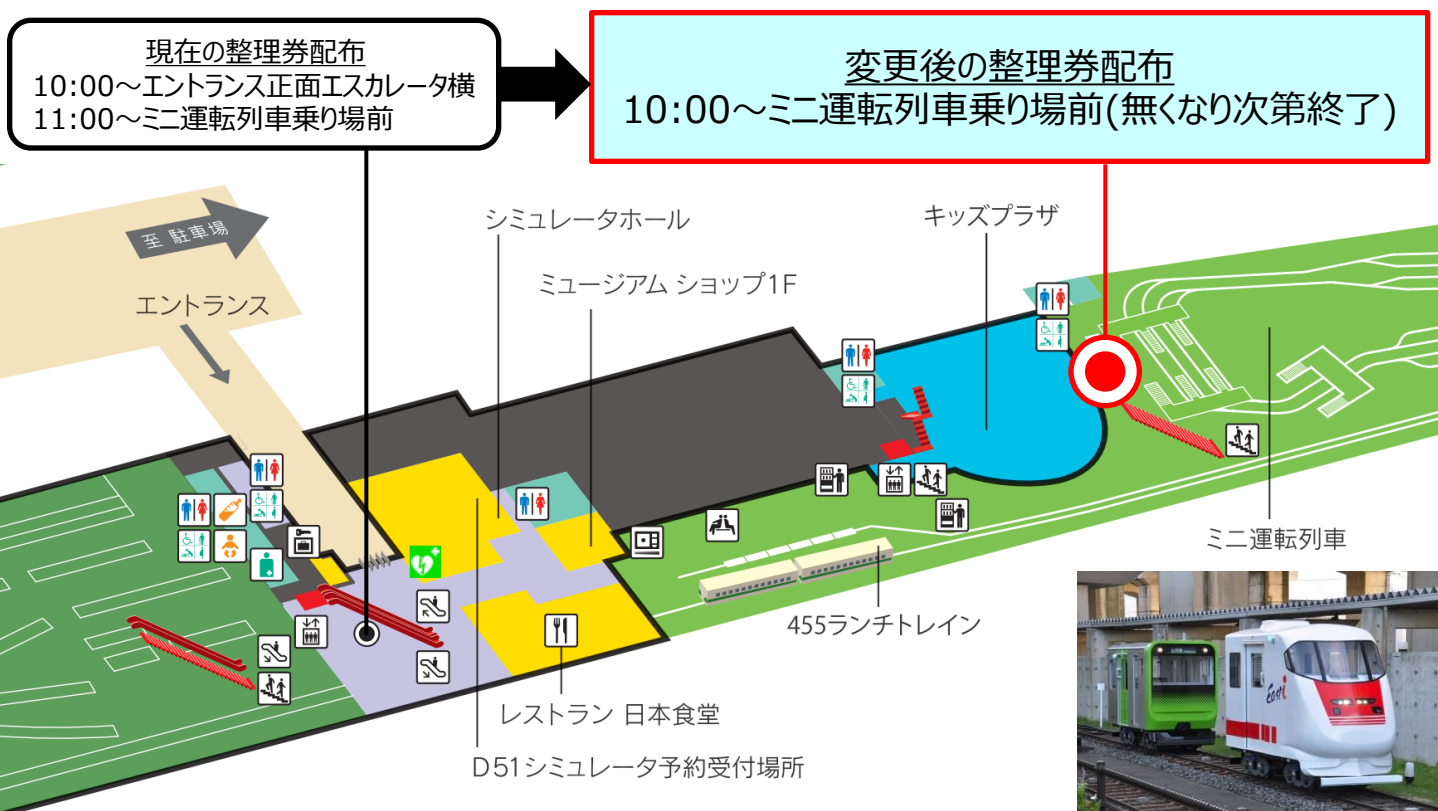 現在の整理券配布
10:00～エントランス正面エスカレータ横
11:00～ミニ運転列車乗り場前
変更後の整理券配布
10:00～ミニ運転列車乗り場前(無くなり次第終了)
至 駐車場
エントランス
シミュレータホール
ミュージアム ショップ1F
キッズプラザ
ミニ運転列車
455ランチトレイン
レストラン 日本食堂
D51シミュレータ予約受付場所
East i